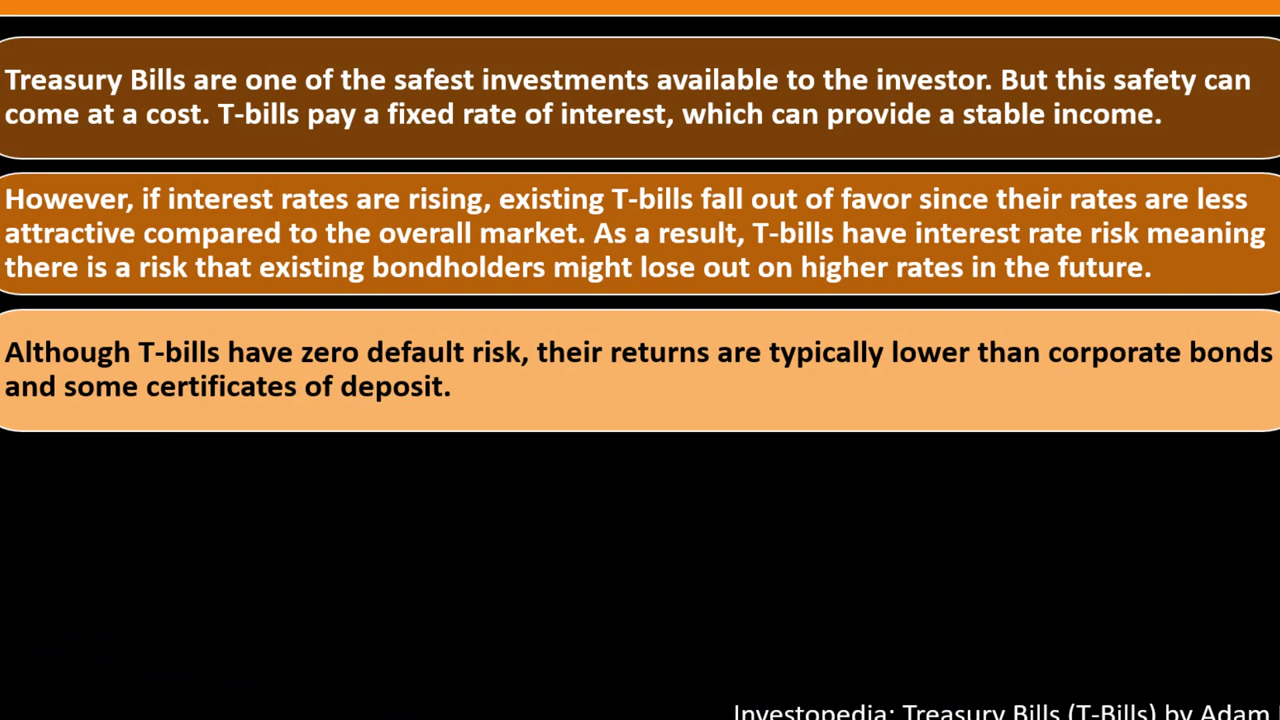 Treasury Bills are one of the safest investments available to the investor. But this safety can
come at a cost. T-bills pay a fixed rate of interest, which can provide a stable income.
However, if interest rates are rising, existing T-bills fall out of favor since their rates are less
attractive compared to the overall market. As a result, T-bills have interest rate risk meaning
there is a risk that existing bondholders might lose out on higher rates in the future.
Although T-bills have zero default risk, their returns are typically lower than corporate bonds
and some certificates of deposit.
Investopedia: Treasury Bills (T-Bills) by Adam